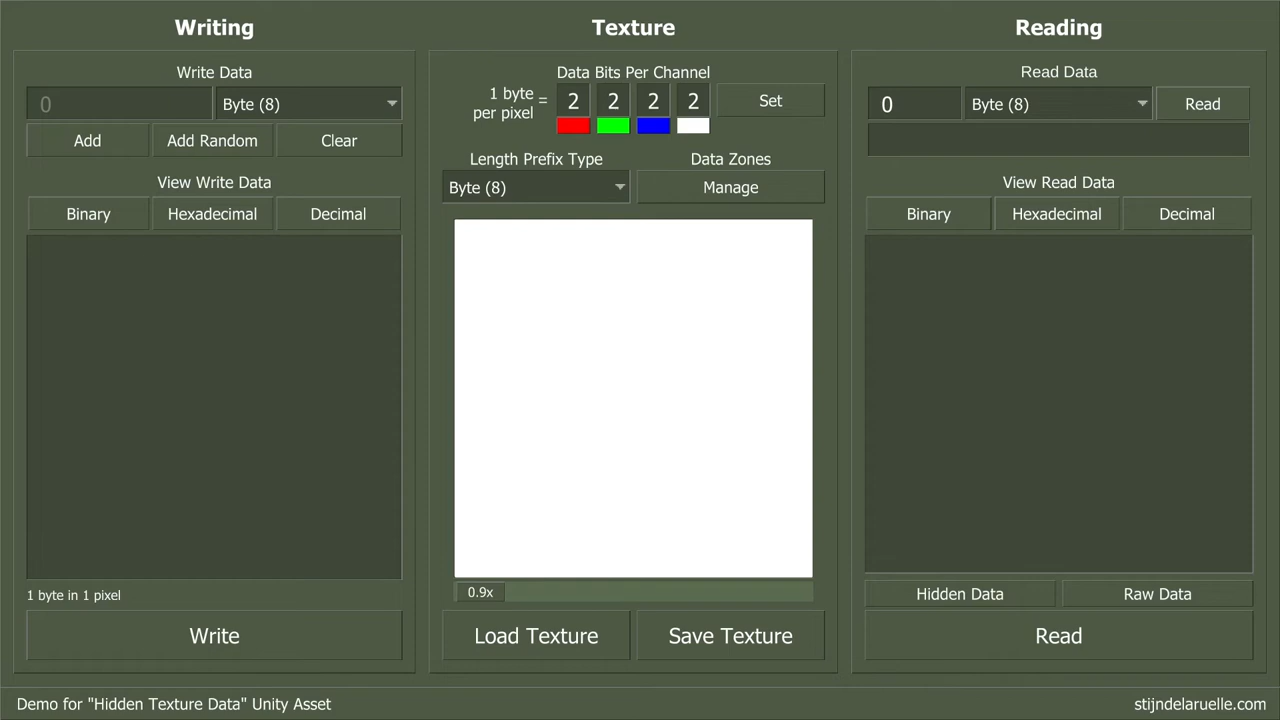 Writing
Write Data
0
Byte (8)
Add
Add Random
Clear
View Write Data
Binary
Hexadecimal
Decimal
1 byte in 1 pixel
Write
Texture
Data Bits Per Channel
1 byte
per pixel
=
2 2 2 2
Set
Length Prefix Type
Byte (8)
Data Zones
Manage
0.9x
Load Texture
Save Texture
Reading
Read Data
0
Byte (8)
Read
View Read Data
Binary
Hexadecimal
Decimal
Hidden Data
Raw Data
Read
Demo for "Hidden Texture Data" Unity Asset
stijndelaruelle.com